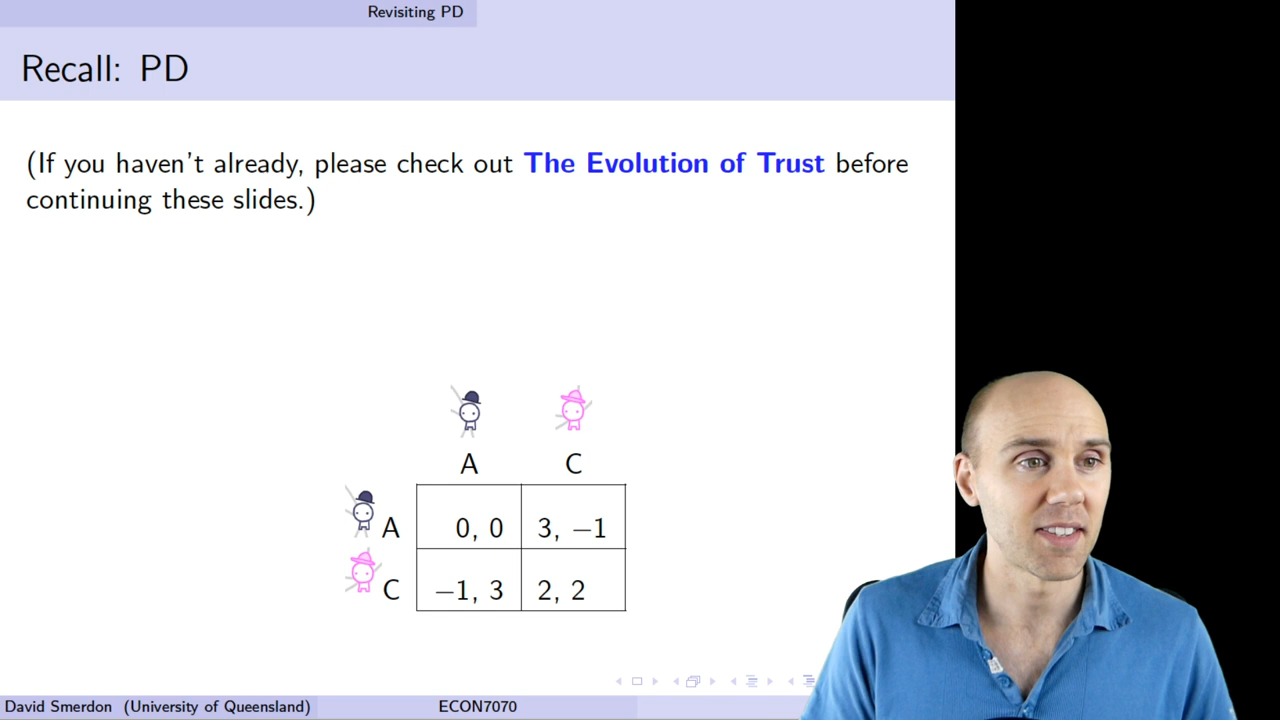 Revisiting PD
Recall: PD
(If you haven't already, please check out The Evolution of Trust before
continuing these slides.)
A C
A 0, 0 3, −1
C −1, 3 2, 2
David Smerdon (University of Queensland) ECON7070